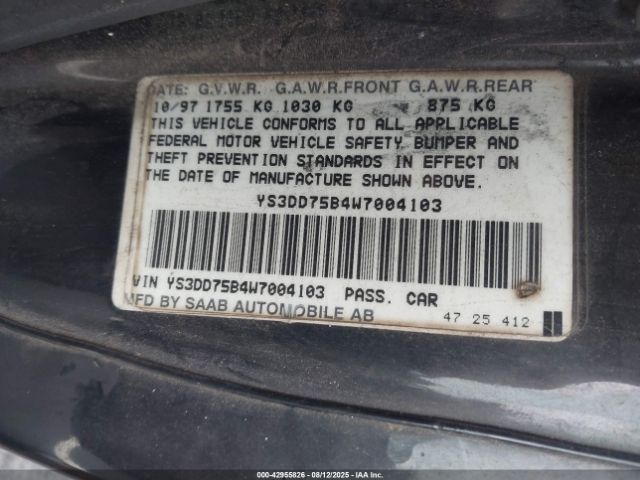 DATE: G.V.W.R. G.A.W.R.FRONT G.A.W.R.REAR
10/97 1755 KG 1030 KG 875 KG
THIS VEHICLE CONFORMS TO ALL APPLICABLE
FEDERAL MOTOR VEHICLE SAFETY, BUMPER AND
THEFT PREVENTION STANDARDS IN EFFECT ON
THE DATE OF MANUFACTURE SHOWN ABOVE.
YS3DD75B4W7004103
VIN YS3DD75B4W7004103 PASS. CAR
MFD BY SAAB AUTOMOBILE AB
47 25 412
000-42955826 - 08/12/2025 - IAAI.com